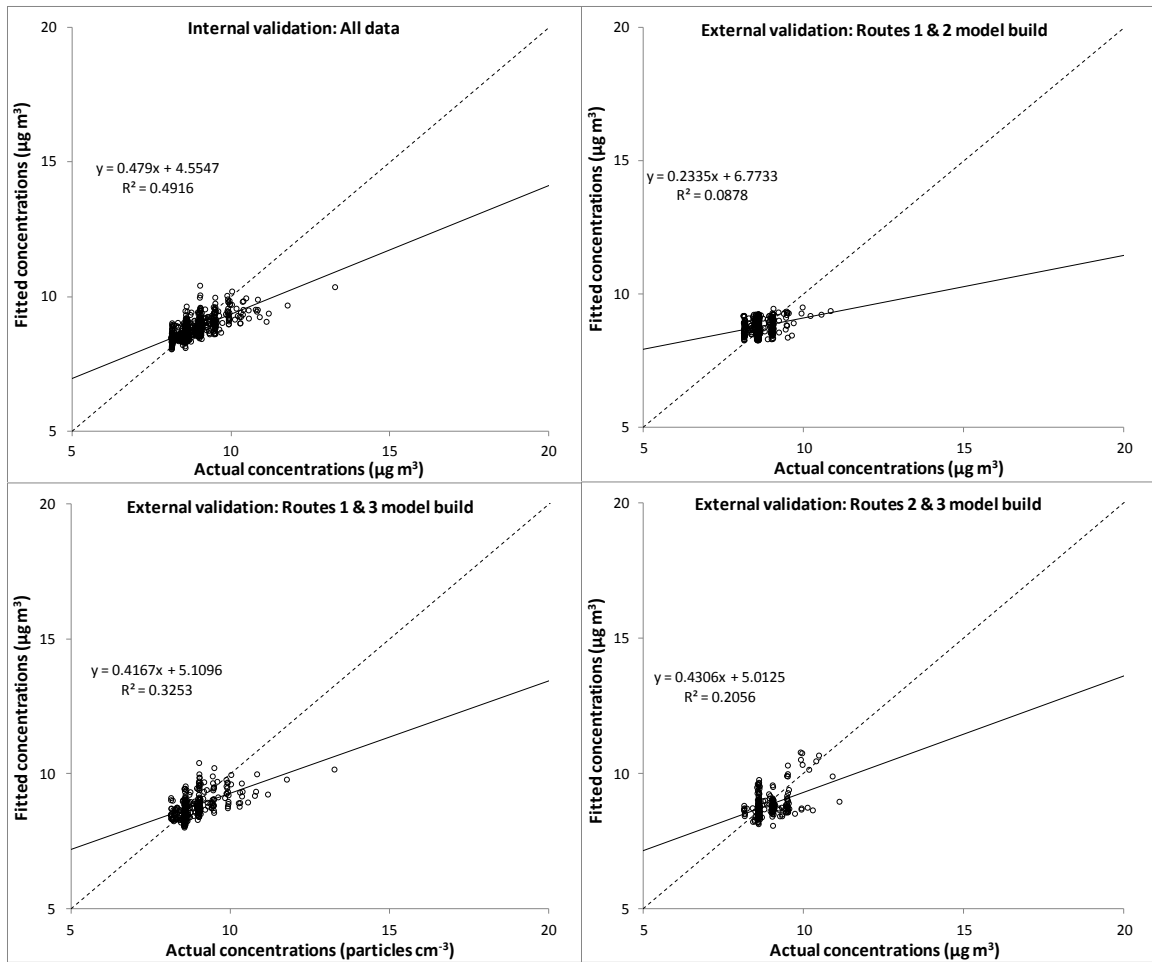 Internal validation: All data
20
15
10
5
Fitted concentrations (µg m³)
y = 0.479x + 4.5547
R² = 0.4916
5 10 15 20
Actual concentrations (µg m³)
External validation: Routes 1 & 2 model build
20
15
10
5
Fitted concentrations (µg m³)
y = 0.2335x + 6.7733
R² = 0.0878
5 10 15 20
Actual concentrations (µg m³)
External validation: Routes 1 & 3 model build
20
15
10
5
Fitted concentrations (µg m³)
y = 0.4167x + 5.1096
R² = 0.3253
5 10 15 20
Actual concentrations (particles cm⁻³)
External validation: Routes 2 & 3 model build
20
15
10
5
Fitted concentrations (µg m³)
y = 0.4306x + 5.0125
R² = 0.2056
5 10 15 20
Actual concentrations (µg m³)